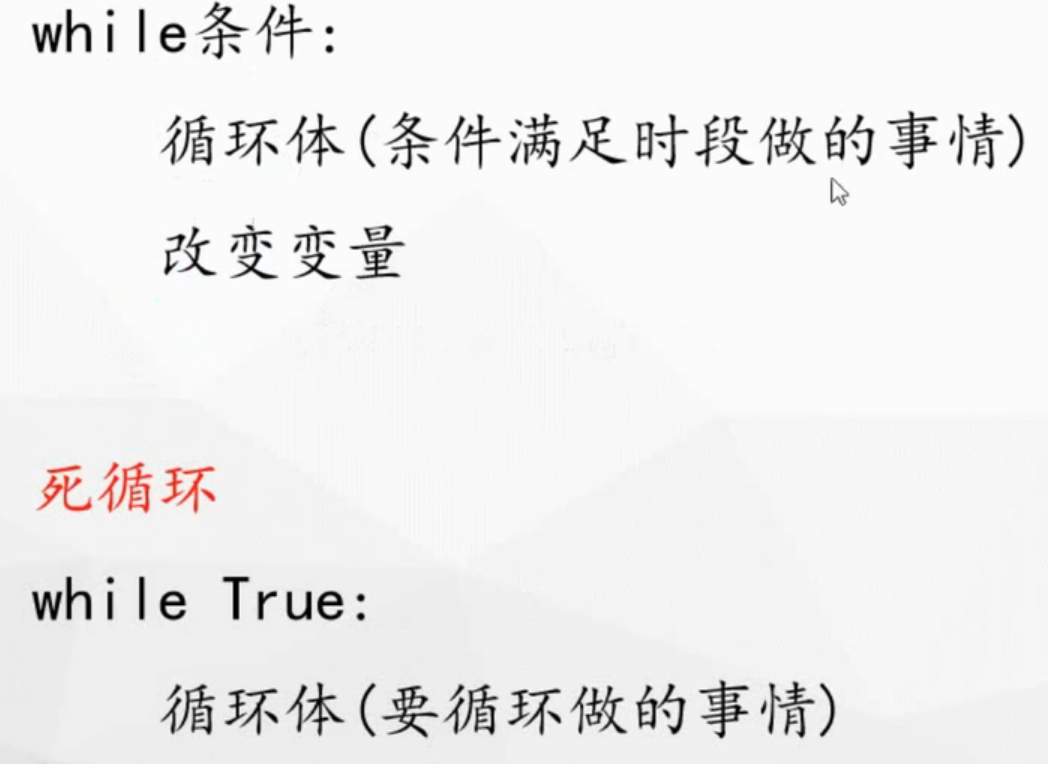 while条件:
循环体(条件满足时段做的事情)
改变变量
死循环
while True:
循环体(要循环做的事情)